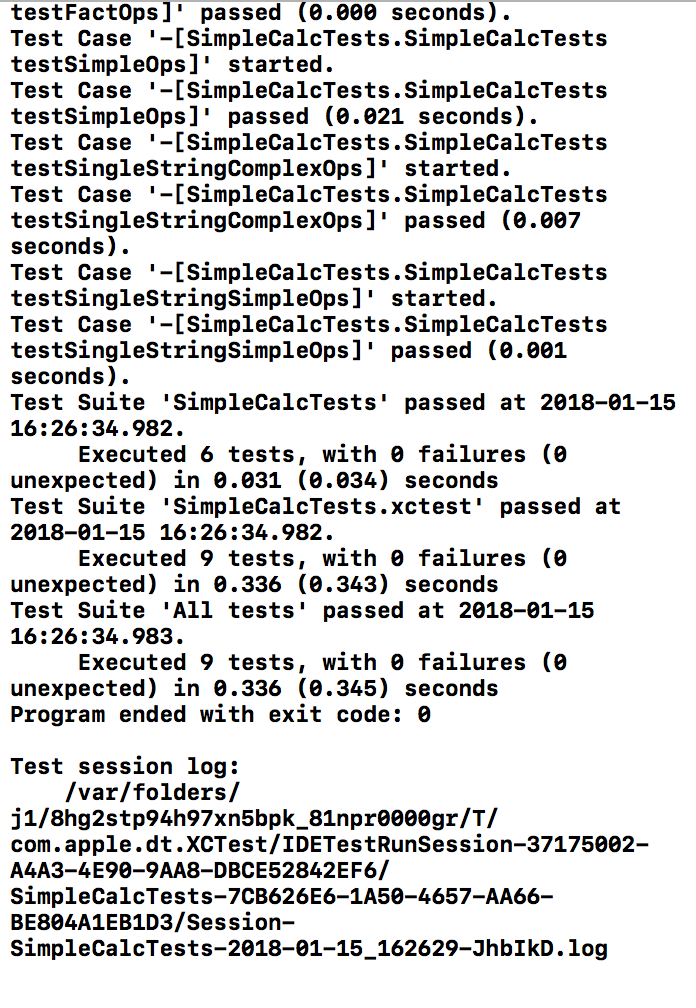 testFactOps]' passed (0.000 seconds).
Test Case '-[SimpleCalcTests.SimpleCalcTests
testSimpleOps]' started.
Test Case '-[SimpleCalcTests.SimpleCalcTests
testSimpleOps]' passed (0.021 seconds).
Test Case '-[SimpleCalcTests.SimpleCalcTests
testSingleStringComplexOps]' started.
Test Case '-[SimpleCalcTests.SimpleCalcTests
testSingleStringComplexOps]' passed (0.007
seconds).
Test Case '-[SimpleCalcTests.SimpleCalcTests
testSingleStringSimpleOps]' started.
Test Case '-[SimpleCalcTests.SimpleCalcTests
testSingleStringSimpleOps]' passed (0.001
seconds).
Test Suite 'SimpleCalcTests' passed at 2018-01-15
16:26:34.982.
     Executed 6 tests, with 0 failures (0
unexpected) in 0.031 (0.034) seconds
Test Suite 'SimpleCalcTests.xctest' passed at
2018-01-15 16:26:34.982.
     Executed 9 tests, with 0 failures (0
unexpected) in 0.336 (0.343) seconds
Test Suite 'All tests' passed at 2018-01-15
16:26:34.983.
     Executed 9 tests, with 0 failures (0
unexpected) in 0.336 (0.345) seconds
Program ended with exit code: 0

Test session log:
    /var/folders/
j1/8hg2stp94h97xn5bpk_81npr0000gr/T/
com.apple.dt.XCTest/IDETestRunSession-37175002-
A4A3-4E90-9AA8-DBCE52842EF6/
SimpleCalcTests-7CB626E6-1A50-4657-AA66-
BE804A1EB1D3/Session-
SimpleCalcTests-2018-01-15_162629-JhbIkD.log